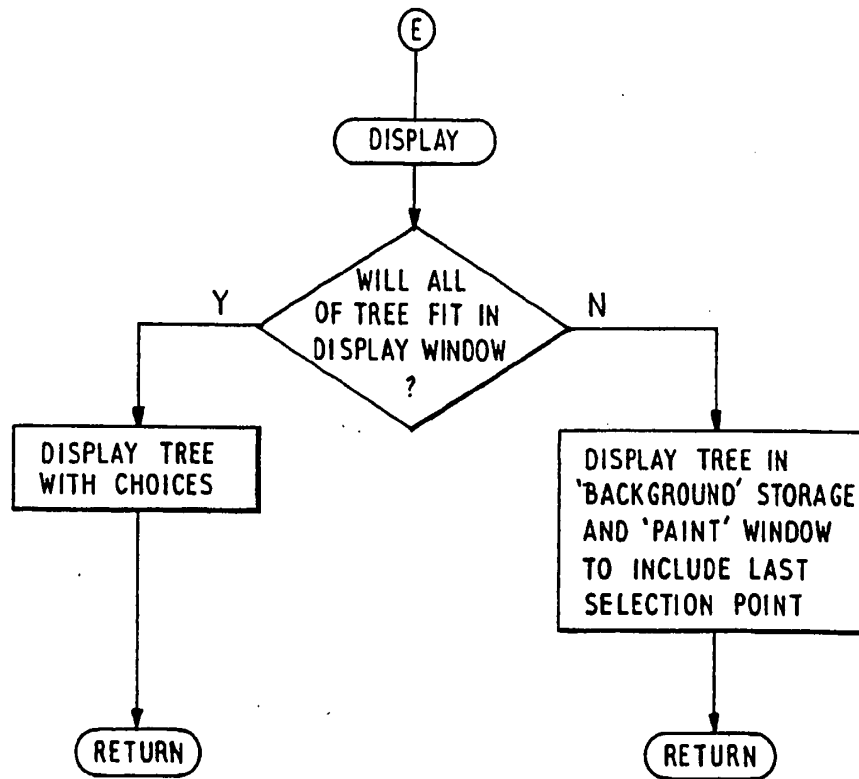 E
DISPLAY
WILL ALL
OF TREE FIT IN
DISPLAY WINDOW
?
Y
N
DISPLAY TREE
WITH CHOICES
DISPLAY TREE IN
'BACKGROUND' STORAGE
AND 'PAINT' WINDOW
TO INCLUDE LAST
SELECTION POINT
RETURN
RETURN